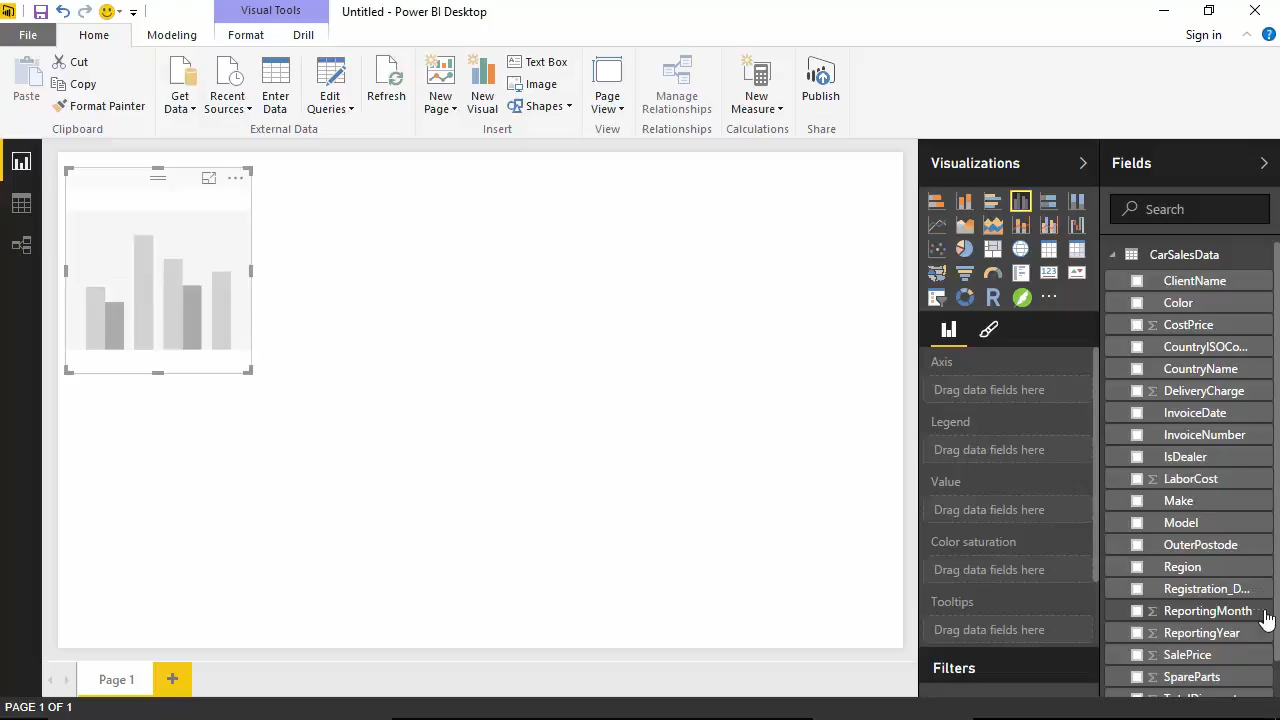 Visual Tools
Untitled - Power BI Desktop
File
Home
Modeling
Format
Drill
Sign in
Paste
Cut
Copy
Format Painter
Clipboard
Get Data
Recent Sources
Enter Data
Edit Queries
Refresh
External Data
New Page
New Visual
Text Box
Image
Shapes
Insert
Page View
View
Manage Relationships
Relationships
New Measure
Calculations
Publish
Share
Visualizations
Fields
Search
CarSalesData
ClientName
Color
CostPrice
CountryISOCo...
CountryName
DeliveryCharge
InvoiceDate
InvoiceNumber
IsDealer
LaborCost
Make
Model
OuterPostode
Region
Registration_D...
ReportingMonth
ReportingYear
SalePrice
SpareParts
R
123
Axis
Drag data fields here
Legend
Drag data fields here
Value
Drag data fields here
Color saturation
Drag data fields here
Tooltips
Drag data fields here
Filters
Page 1
PAGE 1 OF 1